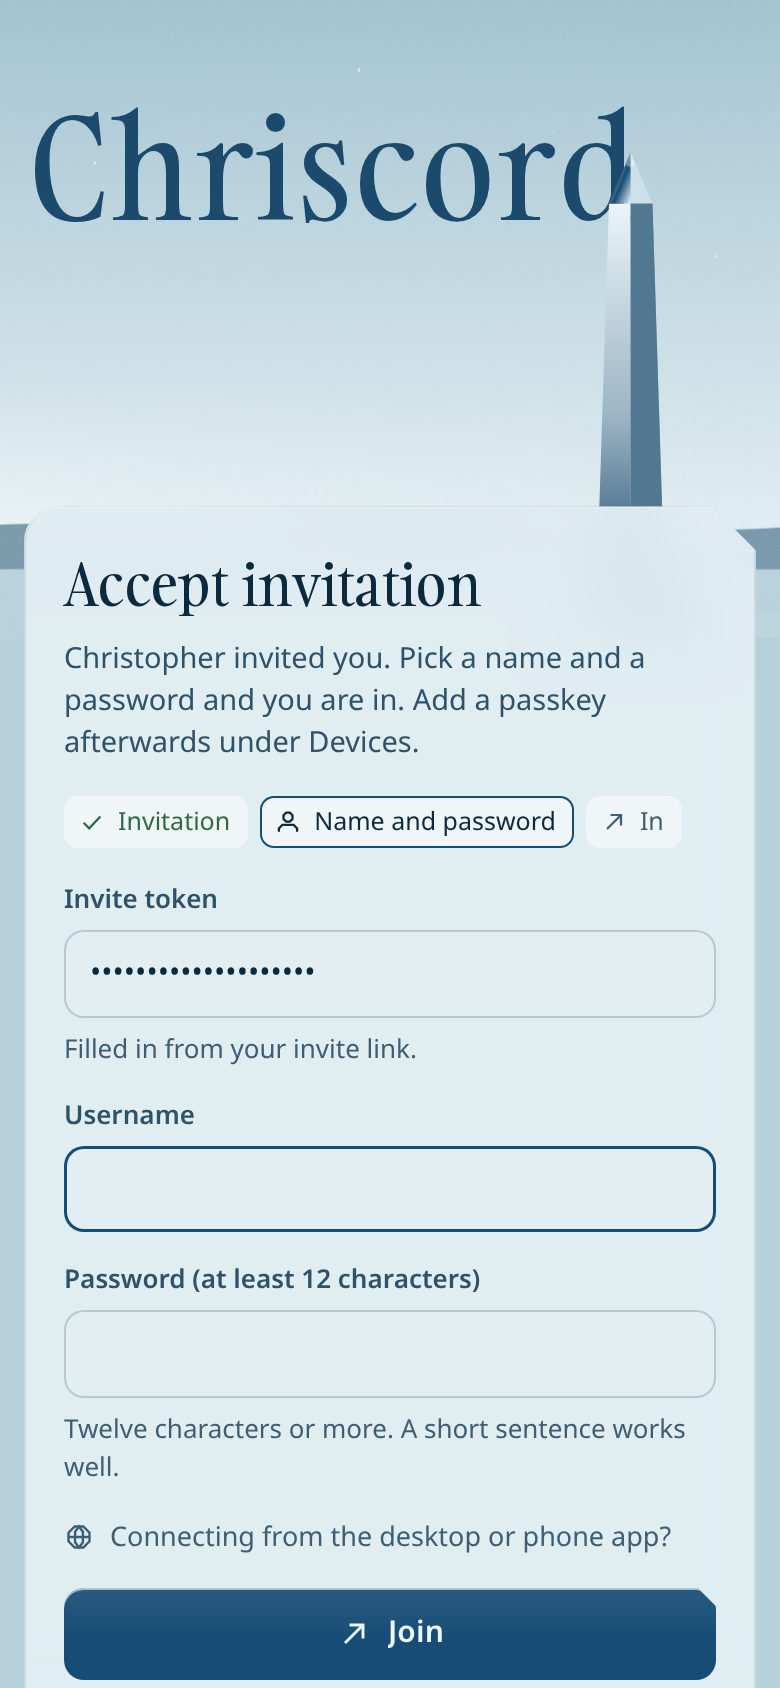 Chriscord
Accept invitation
Christopher invited you. Pick a name and a
password and you are in. Add a passkey
afterwards under Devices.
Invitation
Name and password
In
Invite token
••••••••••••••••••••
Filled in from your invite link.
Username
Password (at least 12 characters)
Twelve characters or more. A short sentence works
well.
Connecting from the desktop or phone app?
Join